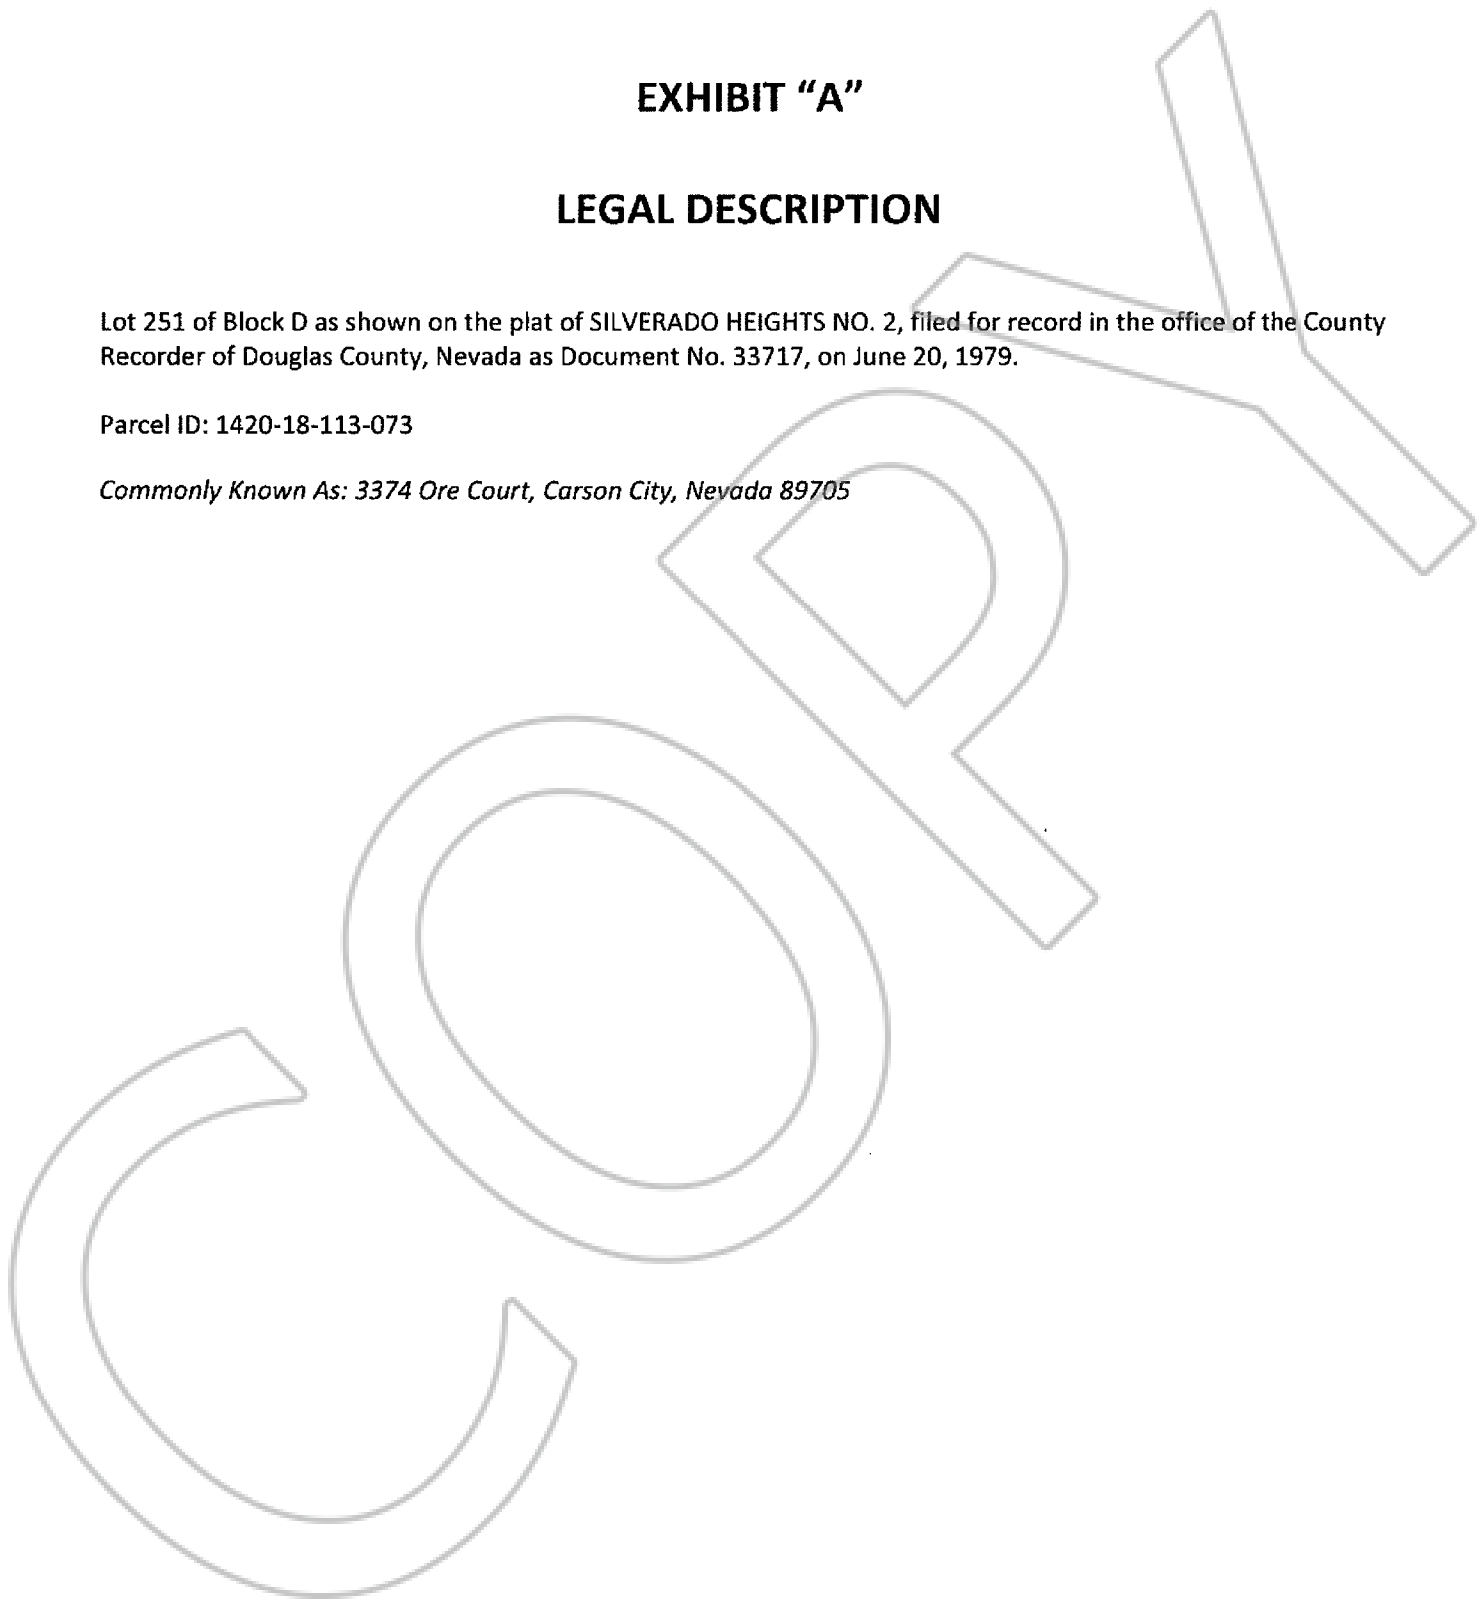 EXHIBIT “A”
LEGAL DESCRIPTION
Lot 251 of Block D as shown on the plat of SILVERADO HEIGHTS NO. 2, filed for record in the office of the County
Recorder of Douglas County, Nevada as Document No. 33717, on June 20, 1979.
Parcel ID: 1420-18-113-073
Commonly Known As: 3374 Ore Court, Carson City, Nevada 89705
COPY